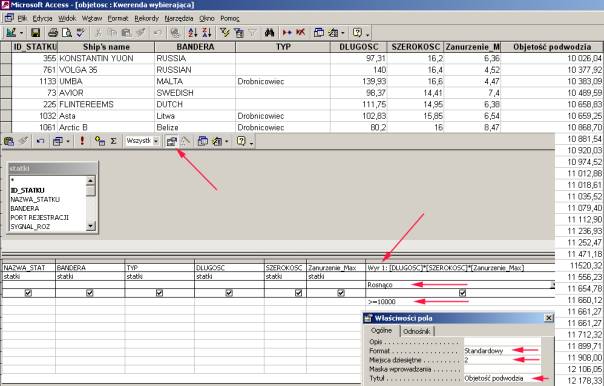 Microsoft Access - [objetosc : Kwerenda wybierająca]
Plik Edycja Widok Wstaw Format Rekordy Narzędzia Okno Pomoc
ID_STATKU Ship's name BANDERA TYP DLUGOSC SZEROKOSC Zanurzenie_M Objetość podwodzia
355 KONSTANTIN YUON RUSSIA 97,31 16,2 6,36 10 026,04
761 VOLGA 35 RUSSIAN 140 16,4 4,52 10 377,92
1133 UMBA MALTA Drobnicowiec 139,93 16,6 4,47 10 383,09
73 AVIOR SWEDISH 98,37 14,41 7,4 10 489,59
225 FLINTEREEMS DUTCH 111,75 14,95 6,38 10 658,83
1032 Asta Litwa Drobnicowiec 102,83 15,85 6,54 10 659,25
1061 Arctic B Belize Drobnicowiec 80,2 16 8,47 10 868,70
Wszystk
10 881,54
10 920,03
10 974,52
11 012,88
11 018,61
11 035,52
11 079,40
11 112,90
11 236,93
11 252,47
11 471,18
statki
*
ID_STATKU
NAZWA_STATKU
BANDERA
PORT REJESTRACJI
SYGNAL_ROZ
NAZWA_STAT BANDERA TYP DLUGOSC SZEROKOSC Zanurzenie_Max Wyr 1: [DLUGOSC]*[SZEROKOSC]*[Zanurzenie_Max] 11520,32
statki statki statki statki statki statki 11 556,23
Rosnąco 11 654,78
>=10000 11 660,12
11 661,27
11 661,27
11 712,32
11 899,71
11 908,00
12 106,05
12 178,33
Właściwości pola
Ogólne Odnośnik
Opis
Format Standardowy
Miejsca dziesiętne 2
Maska wprowadzania
Tytuł Objetość podwodzia